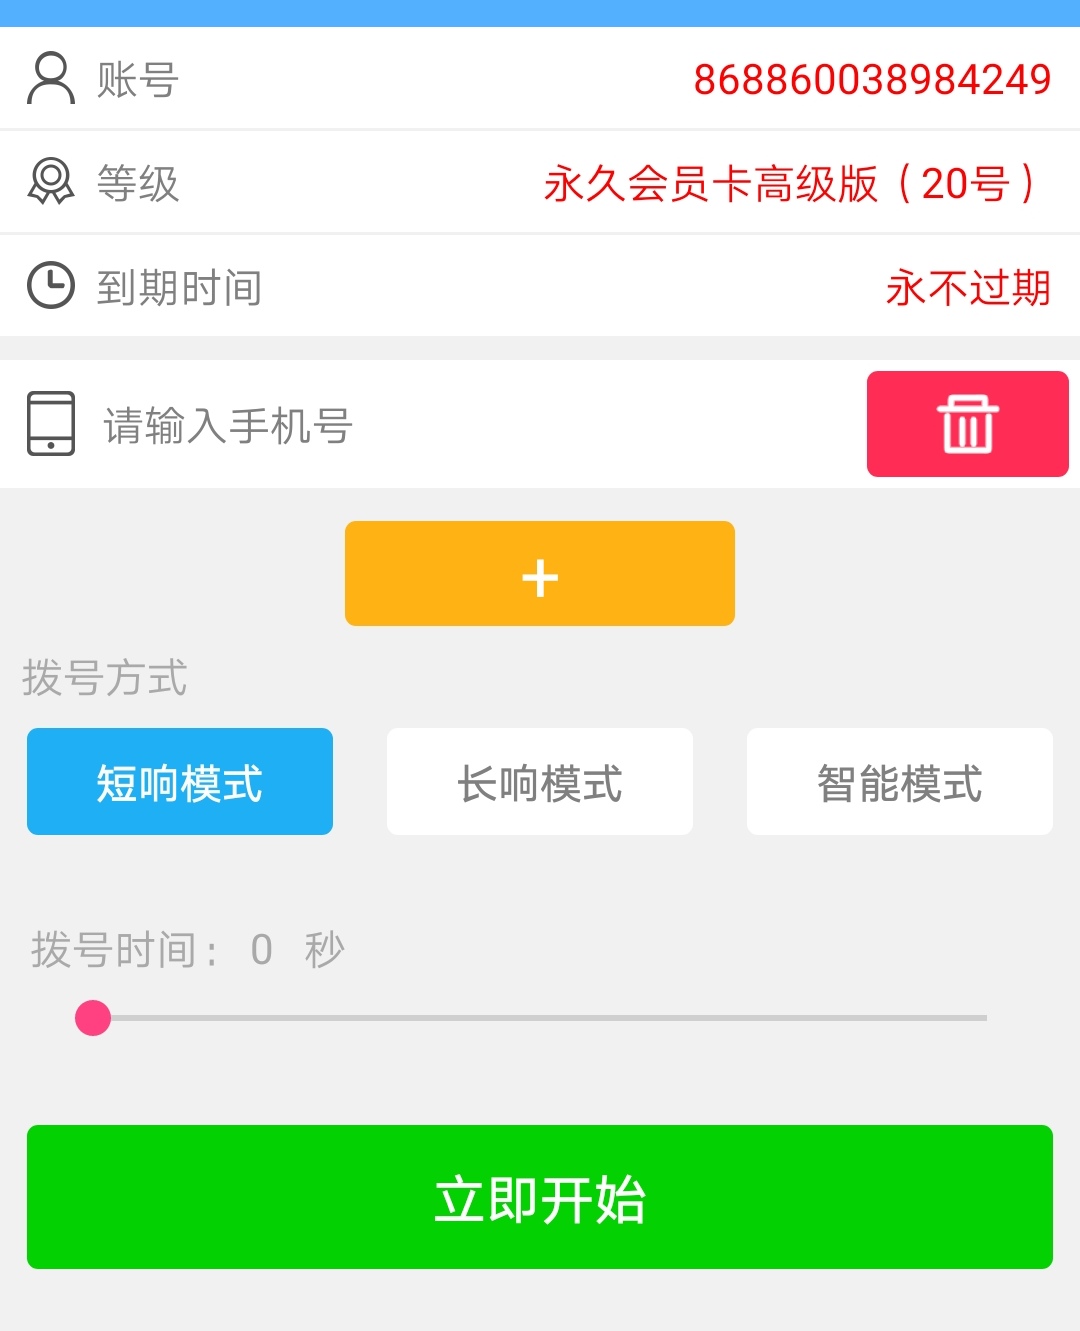 账号 868860038984249
等级 永久会员卡高级版（20号）
到期时间 永不过期
请输入手机号
+
拨号方式
短响模式 长响模式 智能模式
拨号时间： 0 秒
立即开始